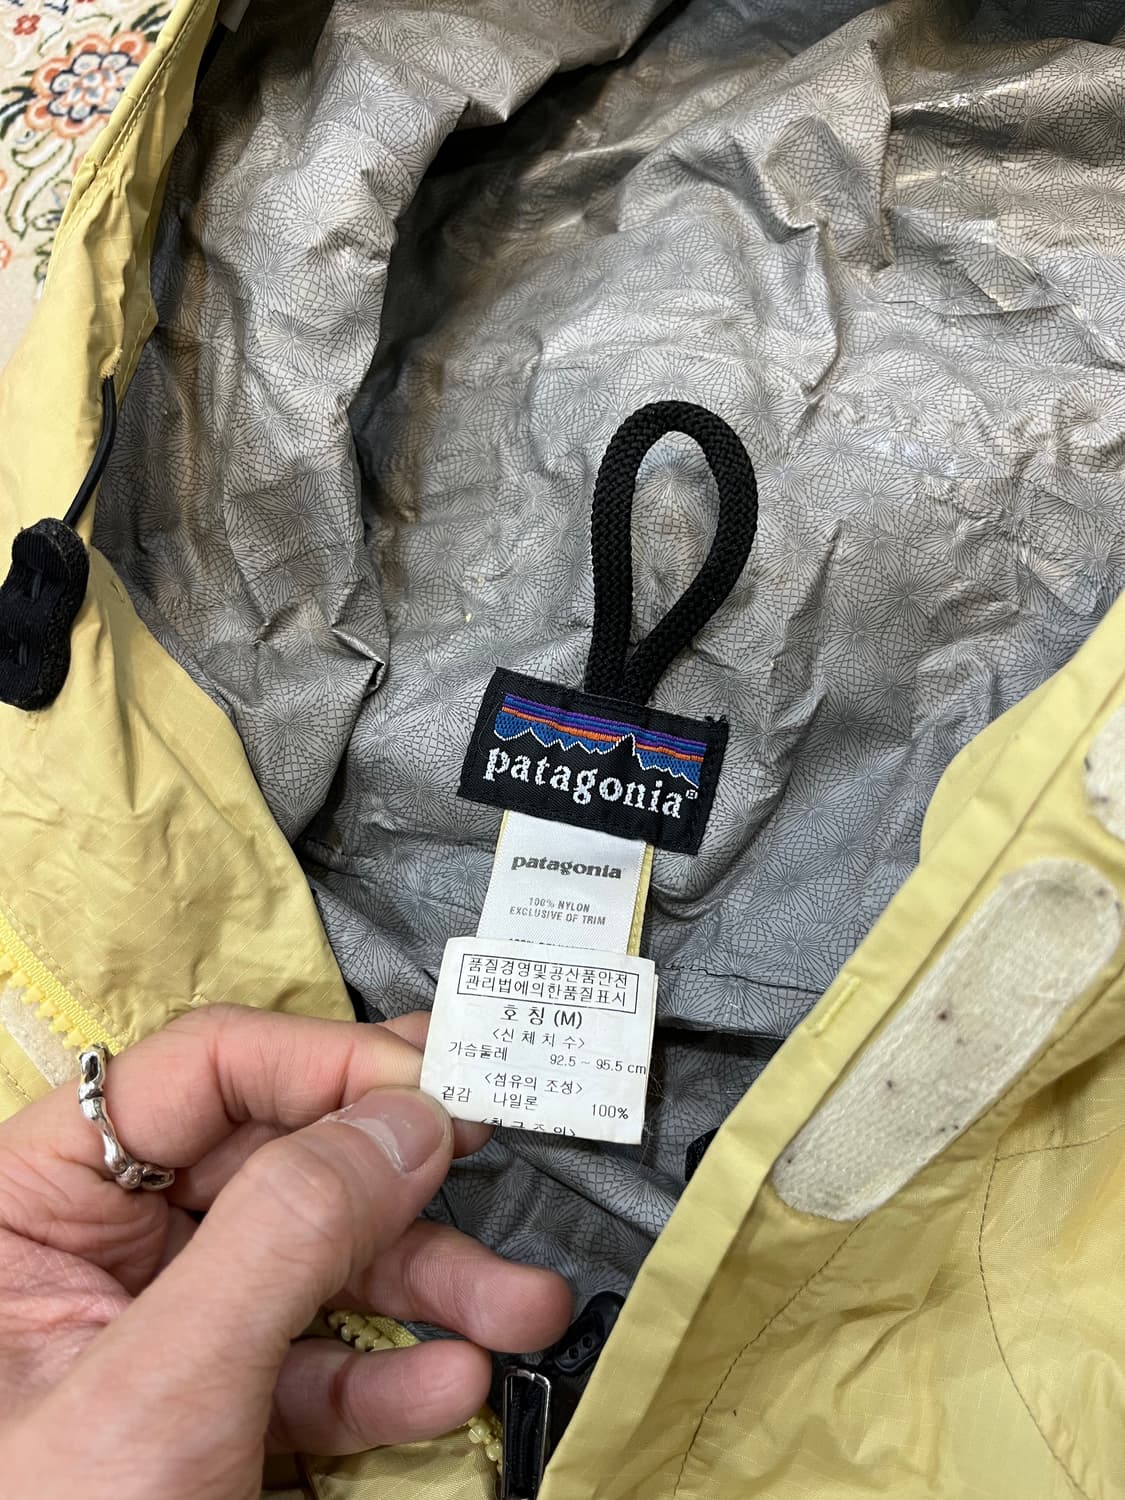 patagonia®
patagonia
100% NYLON
EXCLUSIVE OF TRIM
품질경영및공산품안전
관리법에의한품질표시
호 칭 (M)
<신 체 치 수>
가슴둘레 92.5 ~ 95.5 cm
<섬유의 조성>
겉감 나일론 100%